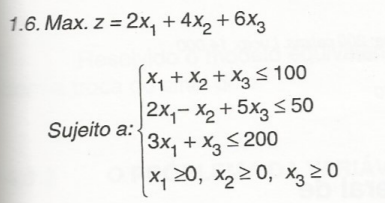 1.6. Max. z = 2x₁ + 4x₂ + 6x₃
x₁ + x₂ + x₃ ≤ 100
2x₁ – x₂ + 5x₃ ≤ 50
Sujeito a:
3x₁ + x₃ ≤ 200
x₁ ≥0, x₂ ≥ 0, x₃ ≥ 0